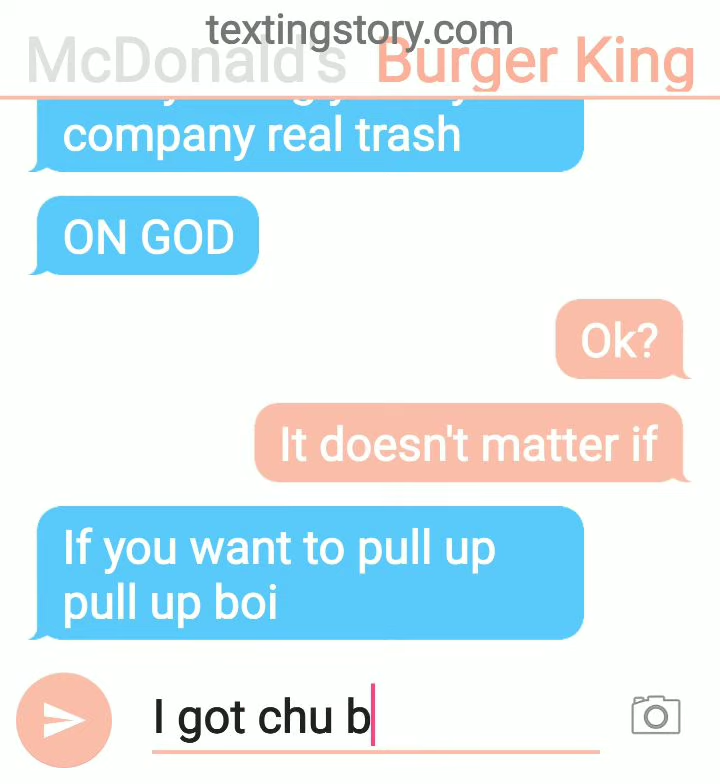 textingstory.com
McDonald's Burger King
company real trash
ON GOD
Ok?
It doesn't matter if
If you want to pull up
pull up boi
I got chu b